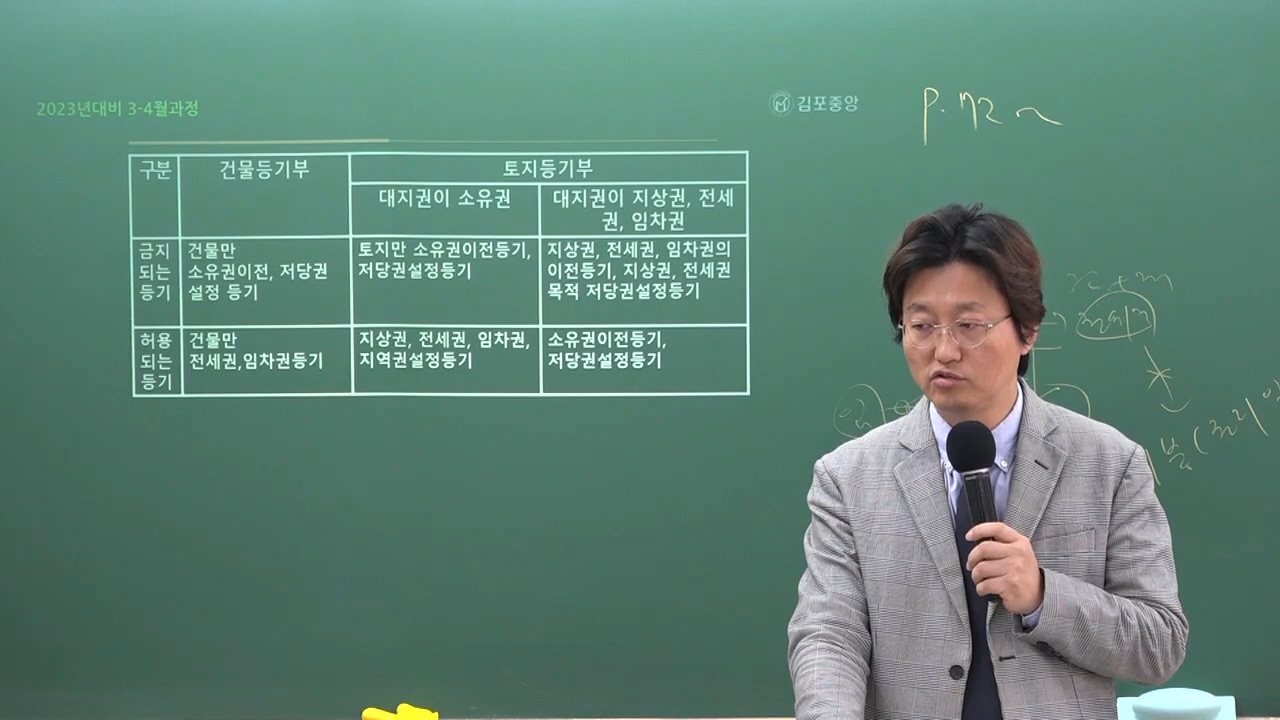 2023년대비 3-4월과정
김포중앙
구분
건물등기부
토지등기부
대지권이 소유권
대지권이 지상권, 전세
권, 임차권
금지
되는
등기
건물만
소유권이전, 저당권
설정 등기
토지만 소유권이전등기,
저당권설정등기
지상권, 전세권, 임차권의
이전등기, 지상권, 전세권
목적 저당권설정등기
허용
되는
등기
건물만
전세권,임차권등기
지상권, 전세권, 임차권,
지역권설정등기
소유권이전등기,
저당권설정등기